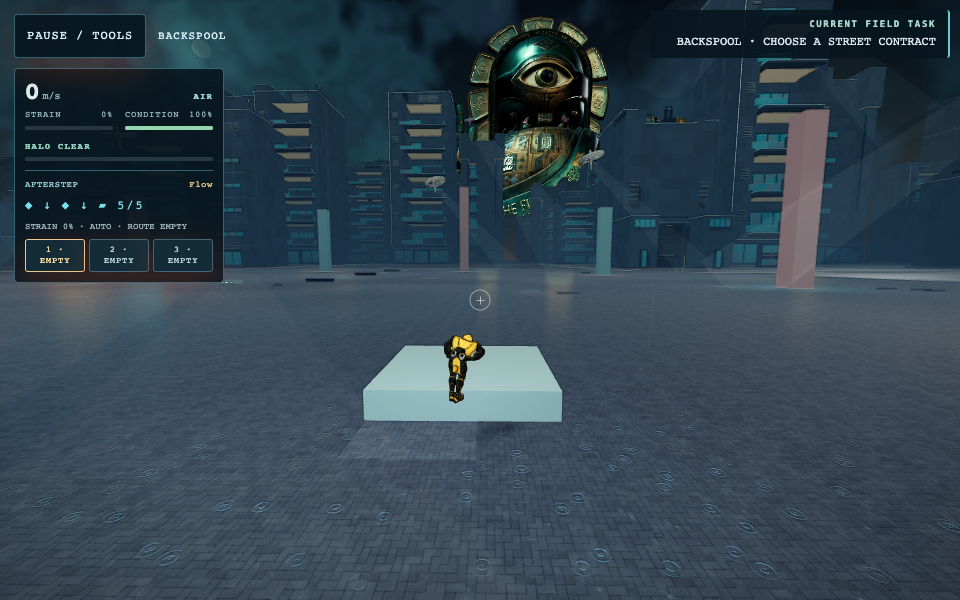 PAUSE / TOOLS
BACKSPOOL
CURRENT FIELD TASK
BACKSPOOL · CHOOSE A STREET CONTRACT
0 m/s
AIR
STRAIN 0%
CONDITION 100%
HALO CLEAR
AFTERSTEP
Flow
5/5
STRAIN 0% · AUTO · ROUTE EMPTY
1 · EMPTY
2 · EMPTY
3 · EMPTY